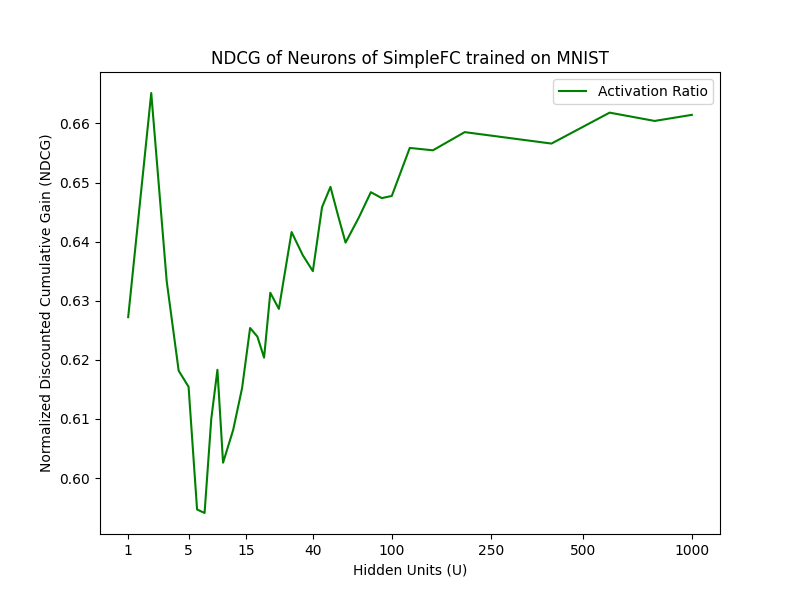 NDCG of Neurons of SimpleFC trained on MNIST
Activation Ratio
Normalized Discounted Cumulative Gain (NDCG)
0.66
0.65
0.64
0.63
0.62
0.61
0.60
1 5 15 40 100 250 500 1000
Hidden Units (U)